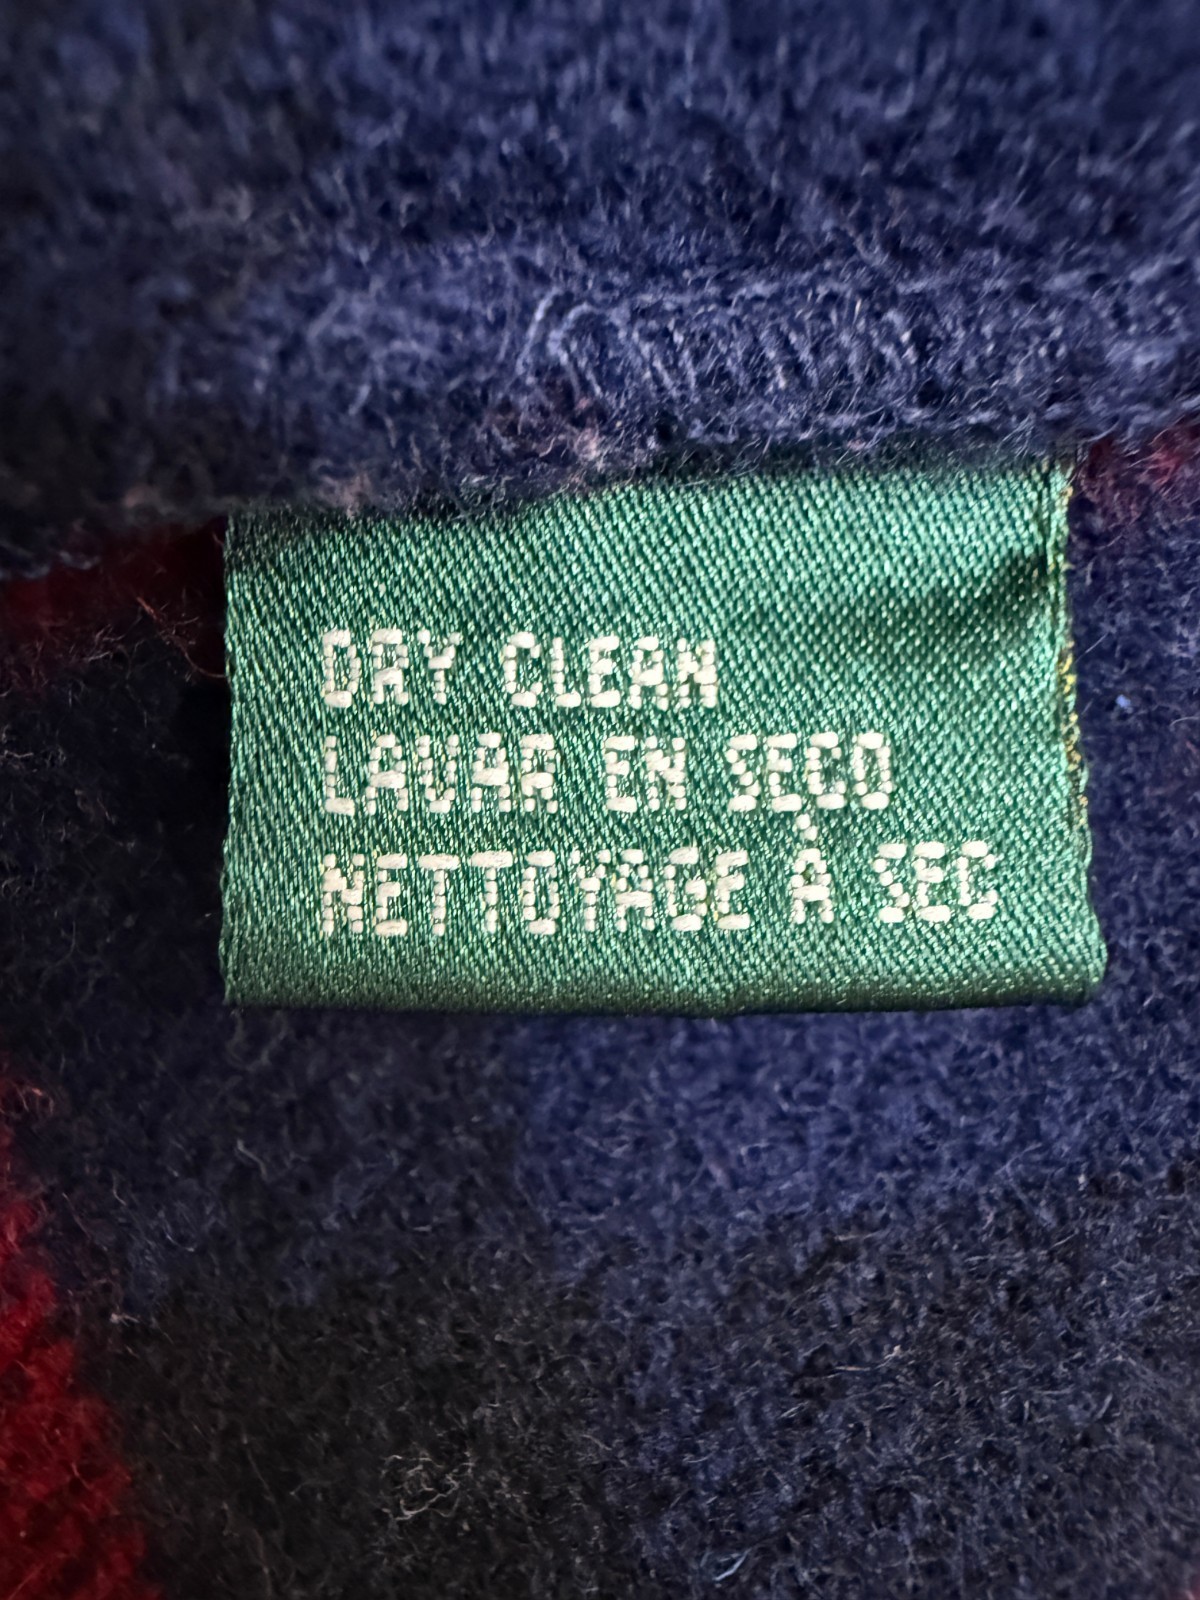 DRY CLEAN
LAVAR EN SECO
NETTOYAGE À SEC